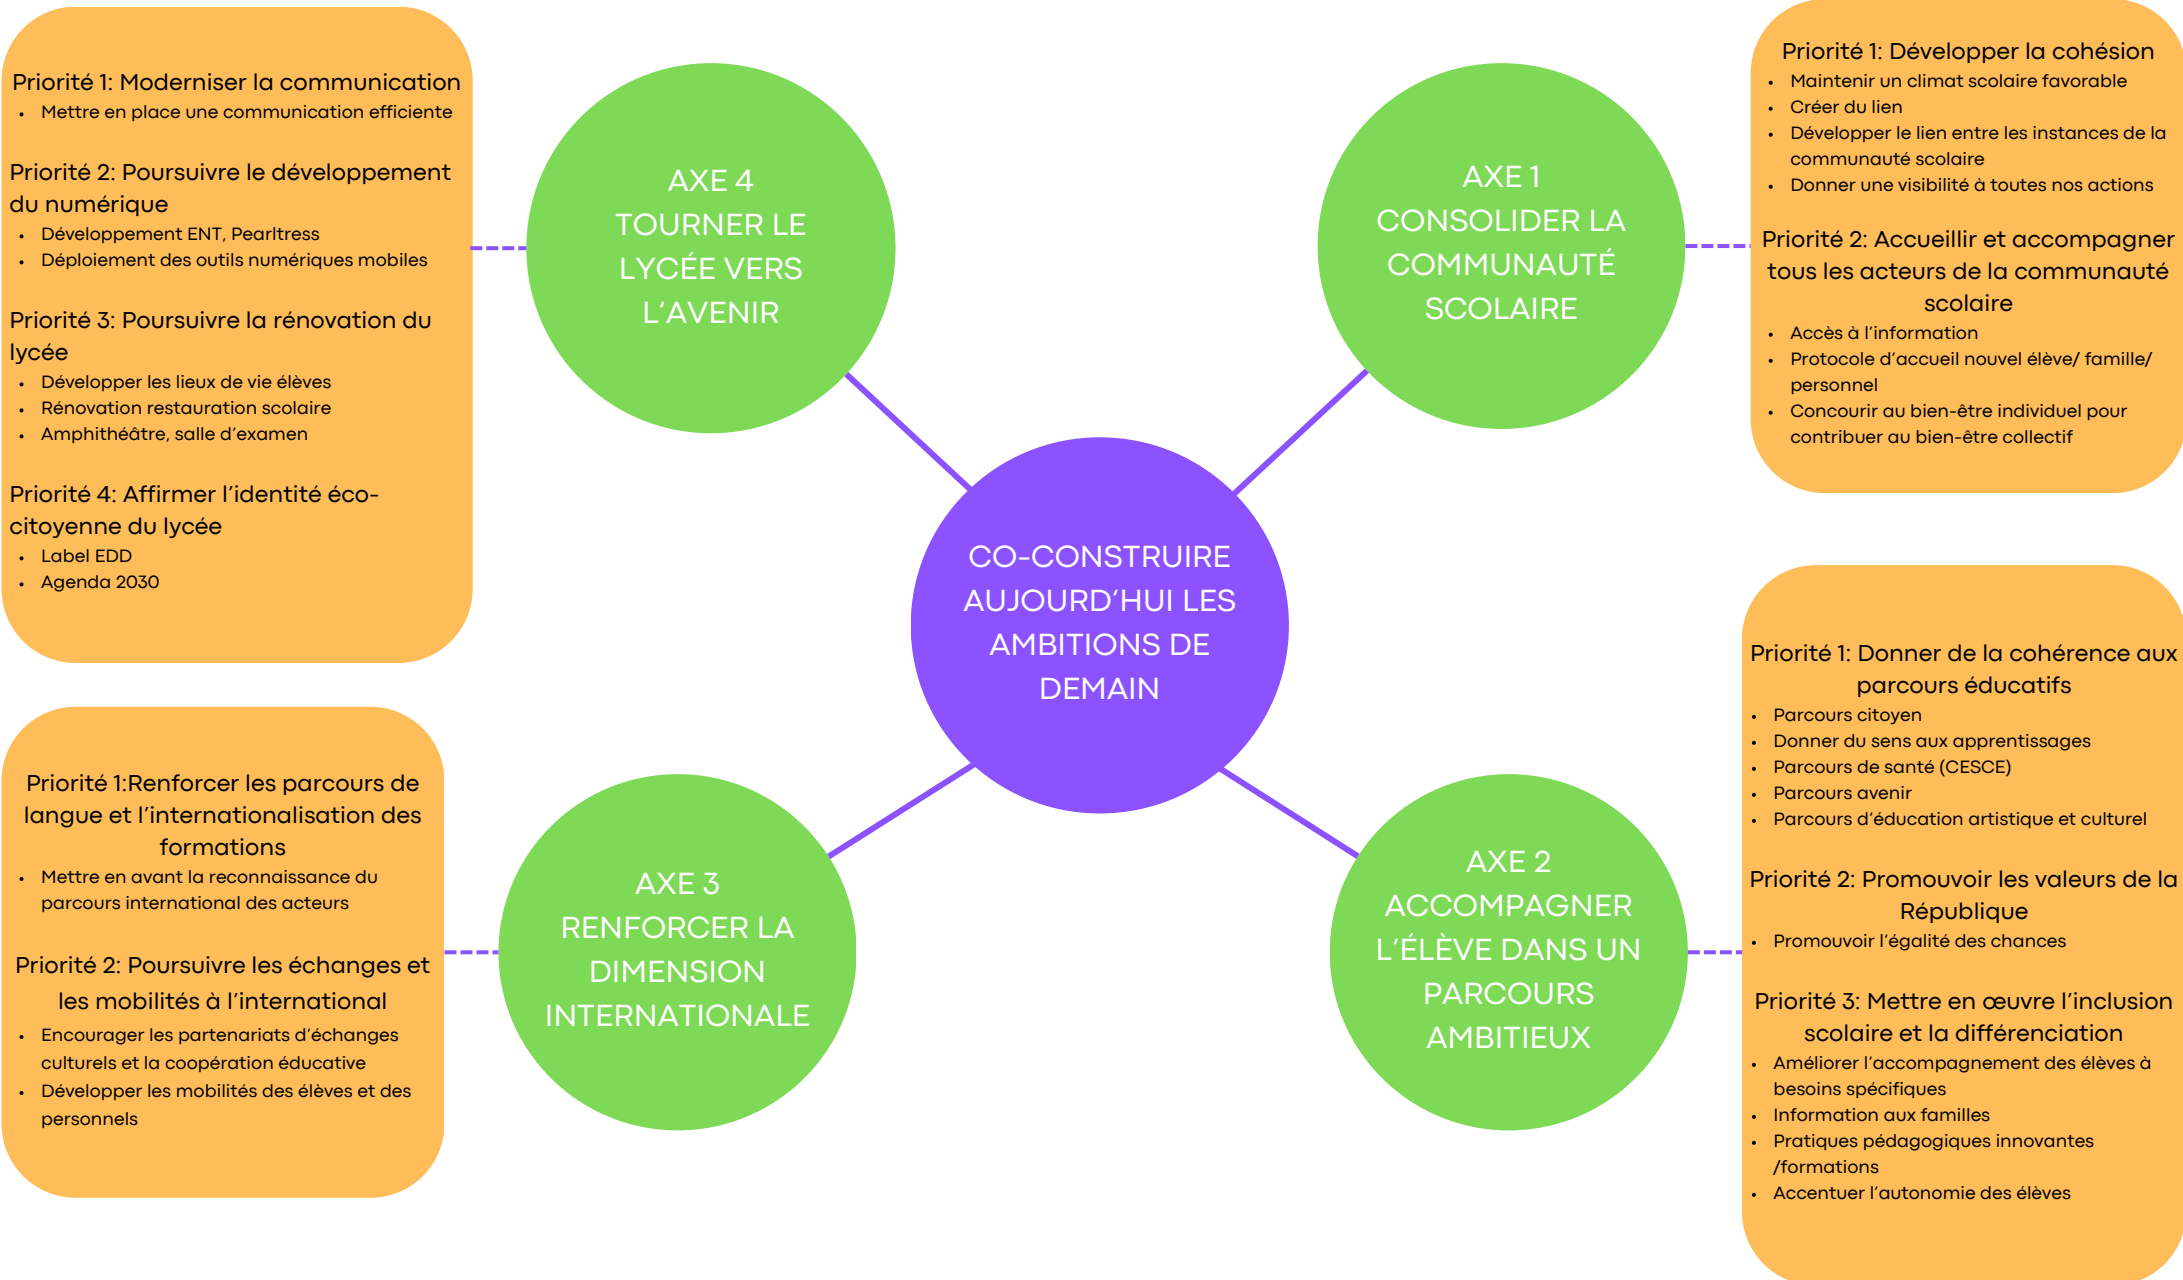 CO-CONSTRUIRE
AUJOURD'HUI LES
AMBITIONS DE
DEMAIN
AXE 1
CONSOLIDER LA
COMMUNAUTÉ
SCOLAIRE
Priorité 1: Développer la cohésion
• Maintenir un climat scolaire favorable
• Créer du lien
• Développer le lien entre les instances de la
communauté scolaire
• Donner une visibilité à toutes nos actions
Priorité 2: Accueillir et accompagner
tous les acteurs de la communauté
scolaire
• Accès à l'information
• Protocole d'accueil nouvel élève/ famille/
personnel
• Concourir au bien-être individuel pour
contribuer au bien-être collectif
AXE 2
ACCOMPAGNER
L'ÉLÈVE DANS UN
PARCOURS
AMBITIEUX
Priorité 1: Donner de la cohérence aux
parcours éducatifs
• Parcours citoyen
• Donner du sens aux apprentissages
• Parcours de santé (CESCE)
• Parcours avenir
• Parcours d'éducation artistique et culturel
Priorité 2: Promouvoir les valeurs de la
République
• Promouvoir l'égalité des chances
Priorité 3: Mettre en œuvre l'inclusion
scolaire et la différenciation
• Améliorer l'accompagnement des élèves à
besoins spécifiques
• Information aux familles
• Pratiques pédagogiques innovantes
/formations
• Accentuer l'autonomie des élèves
AXE 3
RENFORCER LA
DIMENSION
INTERNATIONALE
Priorité 1:Renforcer les parcours de
langue et l'internationalisation des
formations
• Mettre en avant la reconnaissance du
parcours international des acteurs
Priorité 2: Poursuivre les échanges et
les mobilités à l'international
• Encourager les partenariats d'échanges
culturels et la coopération éducative
• Développer les mobilités des élèves et des
personnels
AXE 4
TOURNER LE
LYCÉE VERS
L'AVENIR
Priorité 1: Moderniser la communication
• Mettre en place une communication efficiente
Priorité 2: Poursuivre le développement
du numérique
• Développement ENT, Pearltress
• Déploiement des outils numériques mobiles
Priorité 3: Poursuivre la rénovation du
lycée
• Développer les lieux de vie élèves
• Rénovation restauration scolaire
• Amphithéâtre, salle d'examen
Priorité 4: Affirmer l'identité éco-
citoyenne du lycée
• Label EDD
• Agenda 2030